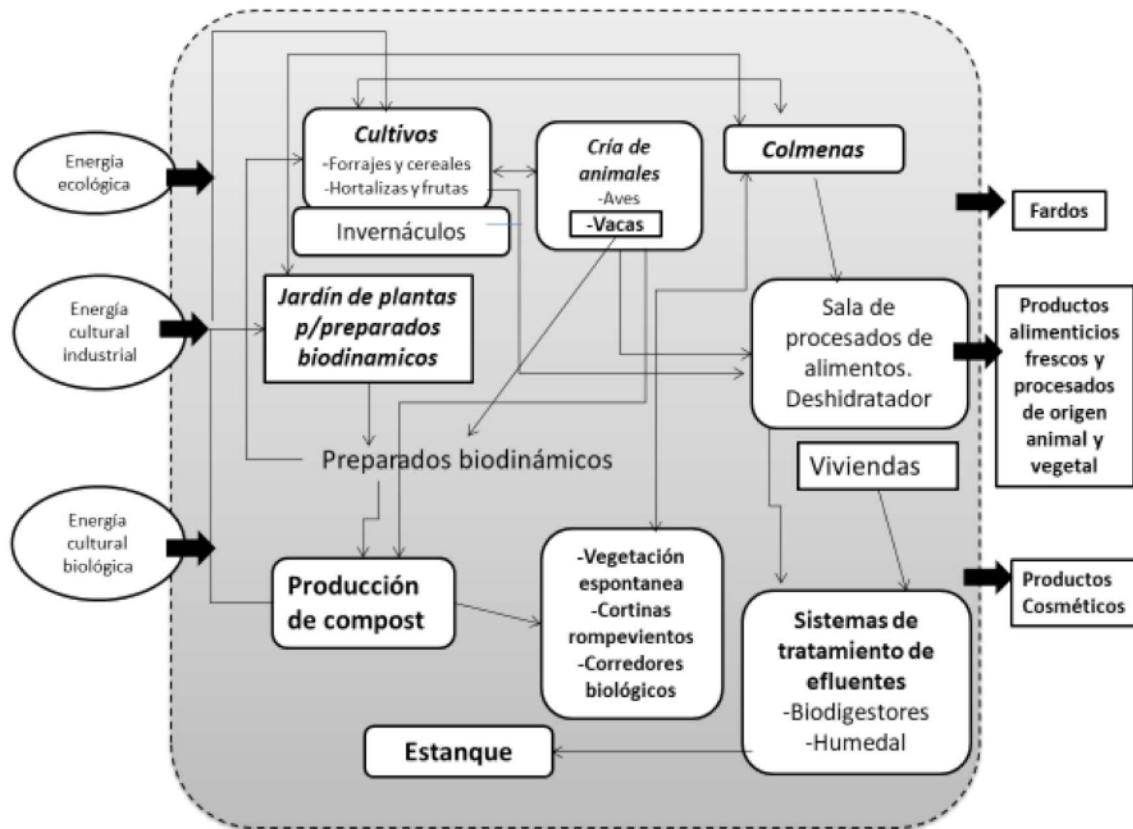 Energía
ecológica
Energía
cultural
industrial
Energía
cultural
biológica
Cultivos
-Forrajes y cereales
-Hortalizas y frutas
Invernáculos
Cría de
animales
-Aves
-Vacas
Colmenas
Jardín de plantas
p/preparados
biodinamicos
Sala de
procesados de
alimentos.
Deshidratador
Preparados biodinámicos
Viviendas
Producción
de compost
-Vegetación
espontanea
-Cortinas
rompevientos
-Corredores
biológicos
Sistemas de
tratamiento de
efluentes
-Biodigestores
-Humedal
Estanque
Fardos
Productos
alimenticios
frescos y
procesados
de origen
animal y
vegetal
Productos
Cosméticos